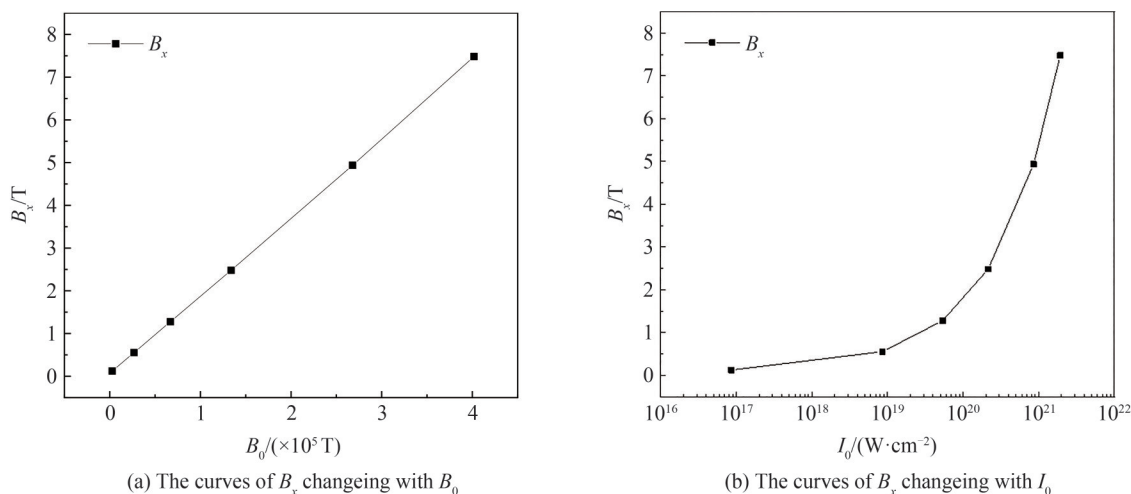 B_x
8
7
6
5
4
3
2
1
0
B_x/T
0 1 2 3 4
B_0/(×10^5 T)
(a) The curves of B_x changeing with B_0
B_x
8
7
6
5
4
3
2
1
0
B_x/T
10^16 10^17 10^18 10^19 10^20 10^21 10^22
I_0/(W·cm^−2)
(b) The curves of B_x changeing with I_0